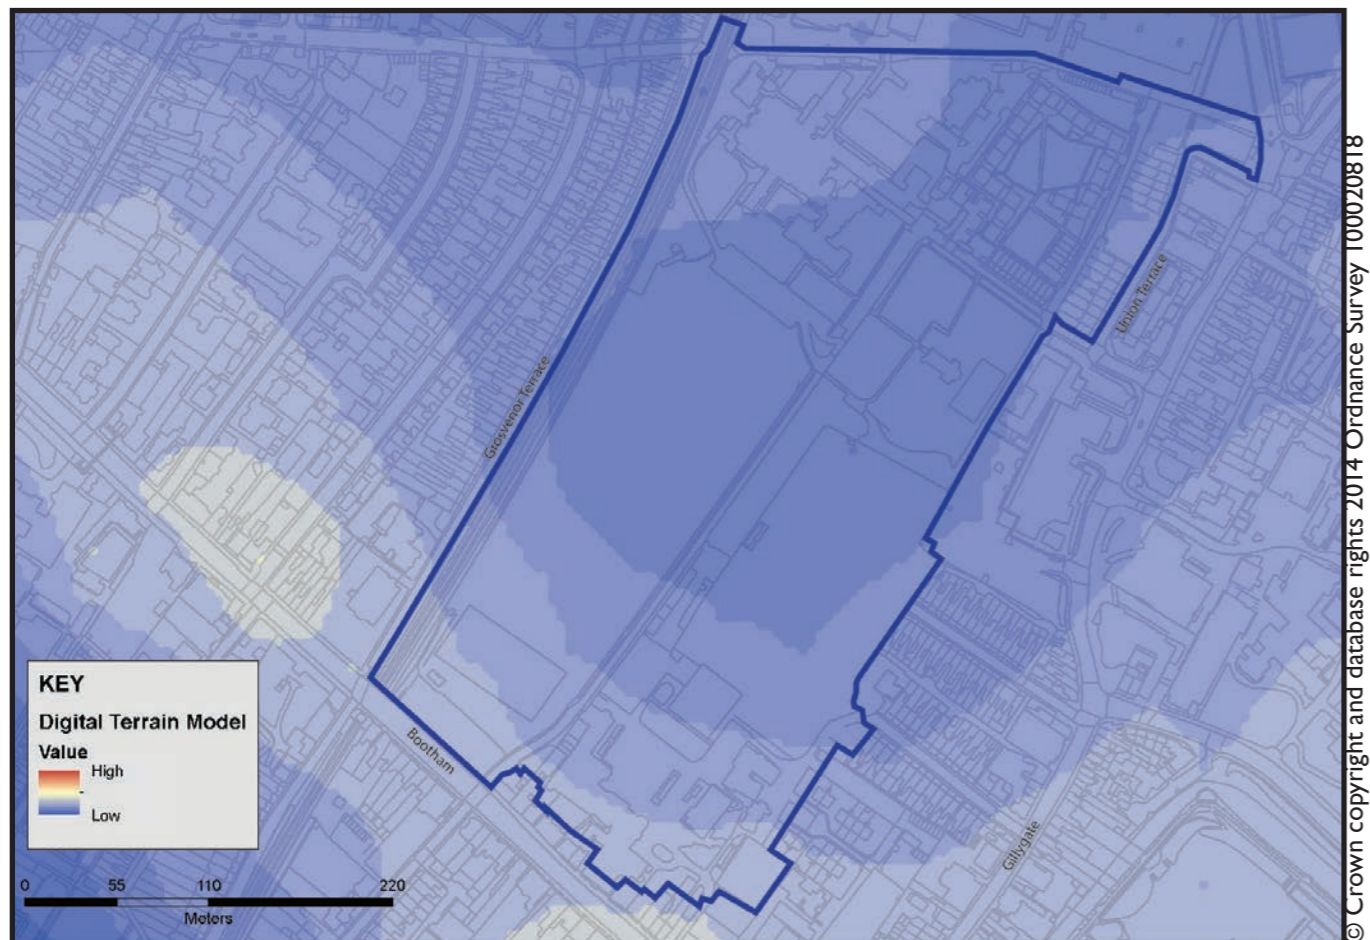 Grosvenor Terrace
Union Terrace
Bootham
Gillygate
KEY
Digital Terrain Model
Value
High
-
Low
0 55 110 220
Meters
© Crown copyright and database rights 2014 Ordnance Survey 100020818